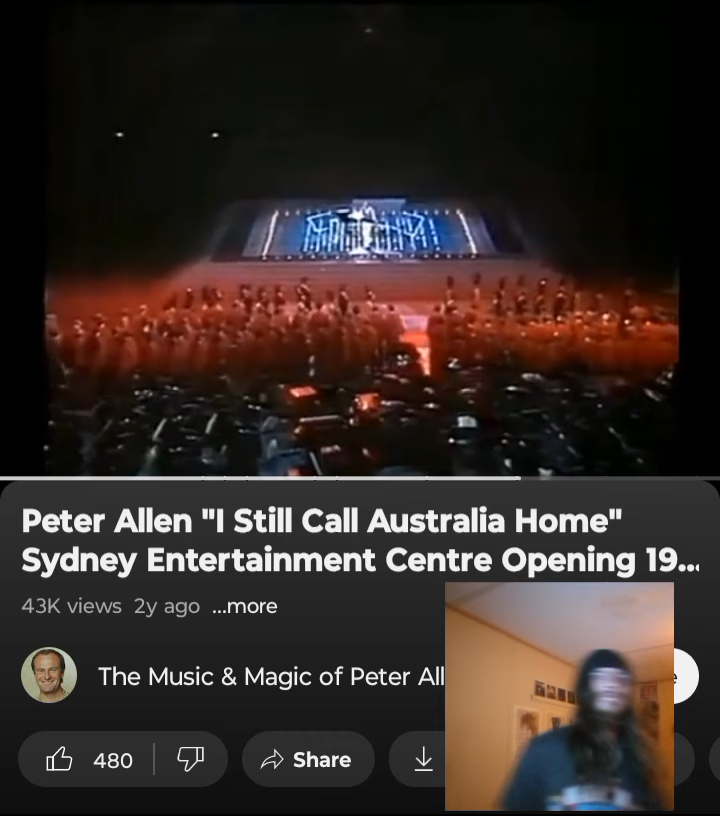 Peter Allen "I Still Call Australia Home"
Sydney Entertainment Centre Opening 19...
43K views 2y ago ...more
The Music & Magic of Peter All
480 Share